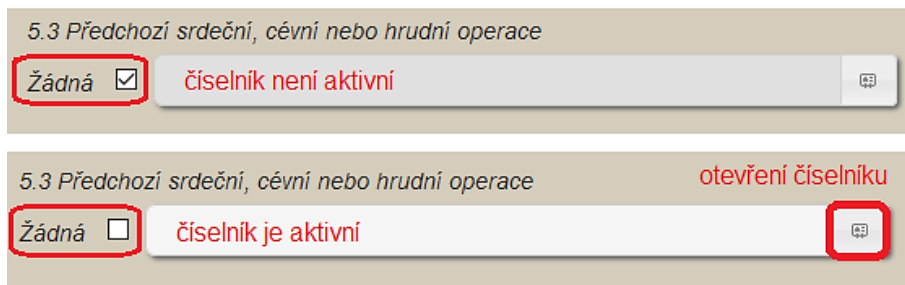 5.3 Předchozí srdeční, cévní nebo hrudní operace
Žádná číselník není aktivní
5.3 Předchozí srdeční, cévní nebo hrudní operace
otevření číselníku
Žádná číselník je aktivní